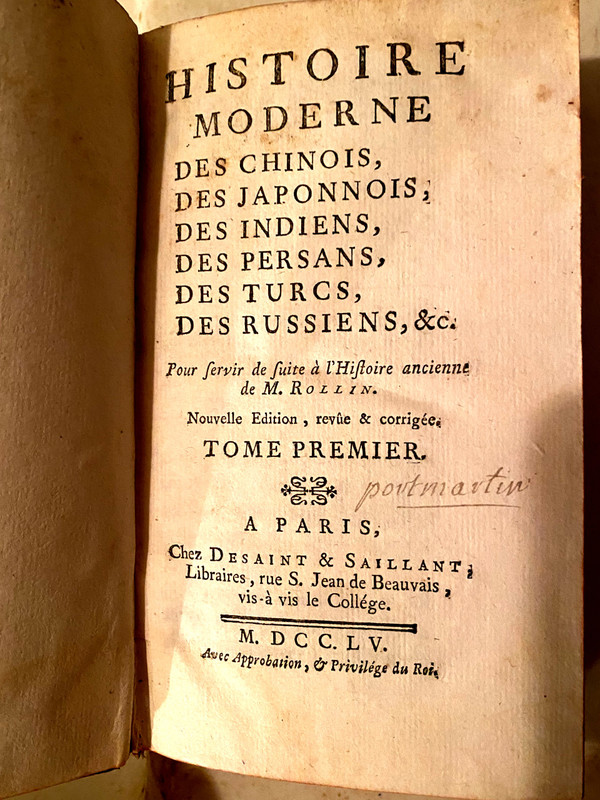 HISTOIRE
MODERNE
DES CHINOIS,
DES JAPONNOIS,
DES INDIENS,
DES PERSANS,
DES TURCS,
DES RUSSIENS, &c.
Pour ſervir de ſuite à l'Hiſtoire ancienne
de M. ROLLIN.
Nouvelle Edition, revûe & corrigée.
TOME PREMIER.
portmartin
A PARIS,
Chez DESAINT & SAILLANT,
Libraires, rue S. Jean de Beauvais,
vis-à vis le Collége.
M. DCC. LV.
Avec Approbation, & Privilége du Roi.